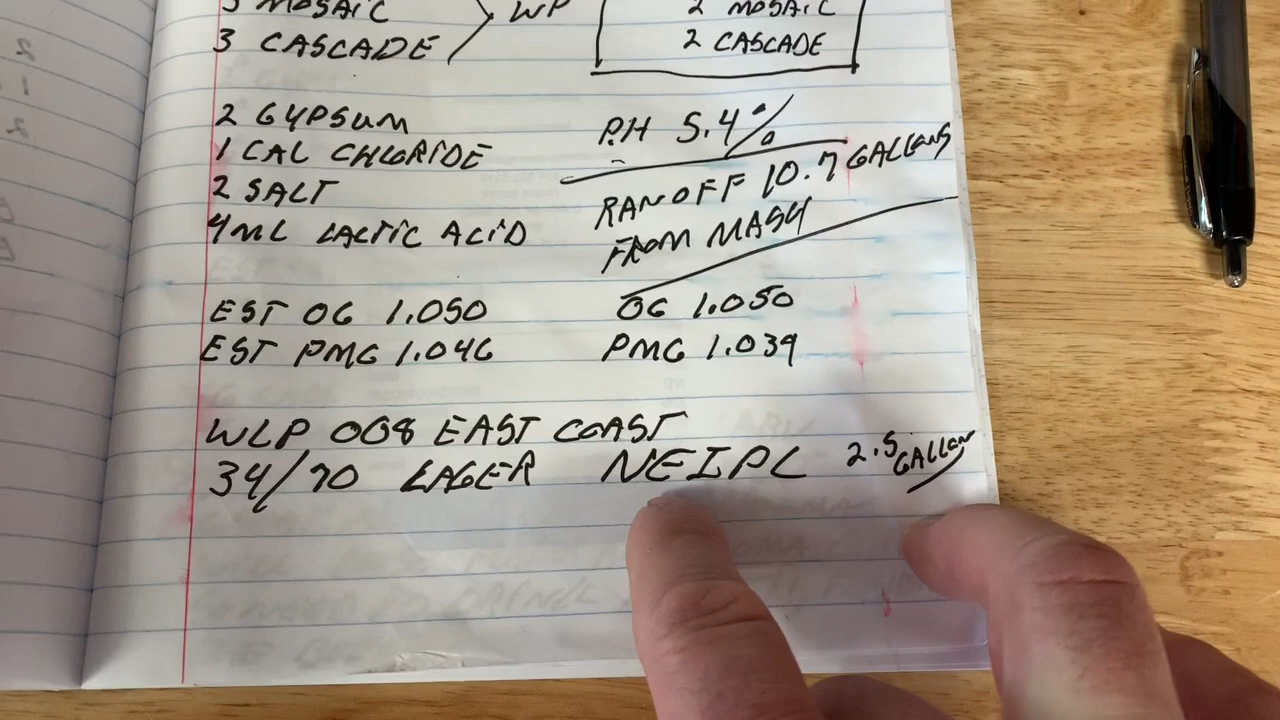 3 MOSAIC
3 CASCADE
WP
2 MOSAIC
2 CASCADE
2 GYPSUM
1 CAL CHLORIDE
2 SALT
4ML LACTIC ACID
PH 5.4%
RAN OFF 10.7 GALLONS
FROM MASH
EST OG 1.050
EST PMG 1.046
OG 1.050
PMG 1.039
WLP 008 EAST COAST
34/70 LAGER NEIPL 2.5 GALLON